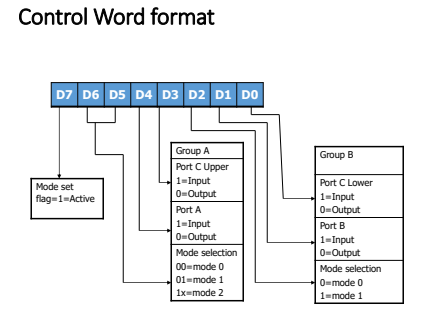 Control Word format
D7 D6 D5 D4 D3 D2 D1 D0
Mode set
flag=1=Active
Group A
Port C Upper
1=Input
0=Output
Port A
1=Input
0=Output
Mode selection
00=mode 0
01=mode 1
1x=mode 2
Group B
Port C Lower
1=Input
0=Output
Port B
1=Input
0=Output
Mode selection
0=mode 0
1=mode 1